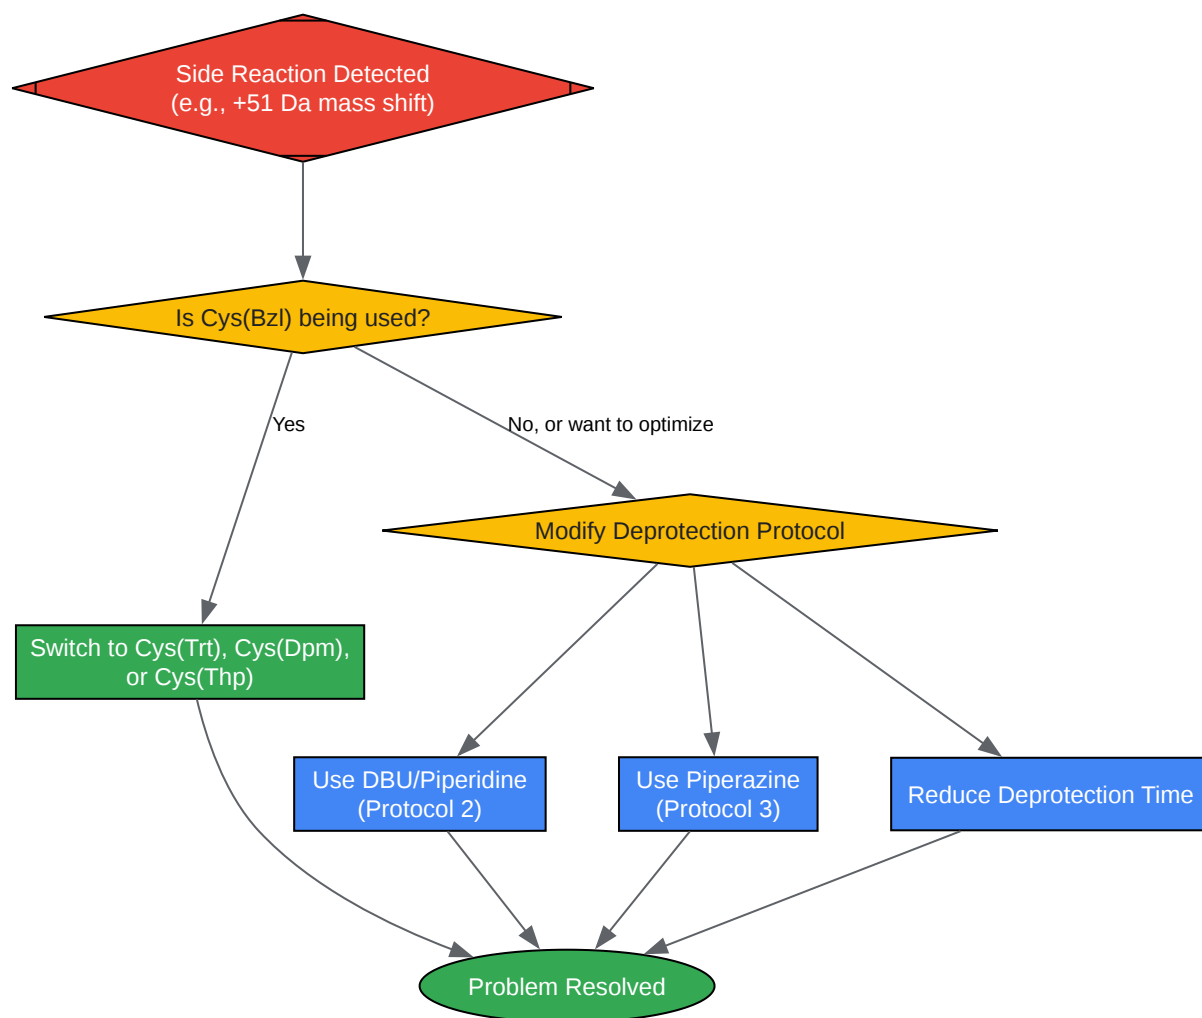 Side Reaction Detected
(e.g., +51 Da mass shift)
Is Cys(Bzl) being used?
Yes
No, or want to optimize
Modify Deprotection Protocol
Switch to Cys(Trt), Cys(Dpm),
or Cys(Thp)
Use DBU/Piperidine
(Protocol 2)
Use Piperazine
(Protocol 3)
Reduce Deprotection Time
Problem Resolved